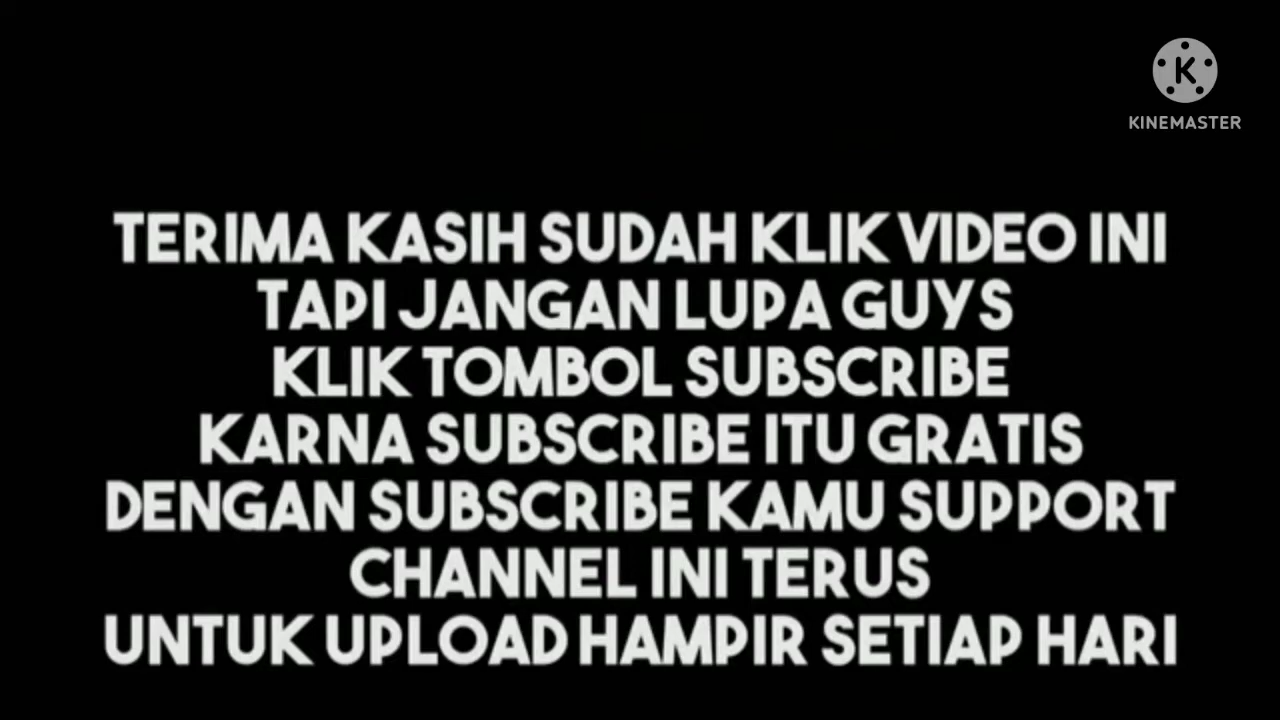 K
KINEMASTER
TERIMA KASIH SUDAH KLIK VIDEO INI
TAPI JANGAN LUPA GUYS
KLIK TOMBOL SUBSCRIBE
KARNA SUBSCRIBE ITU GRATIS
DENGAN SUBSCRIBE KAMU SUPPORT
CHANNEL INI TERUS
UNTUK UPLOAD HAMPIR SETIAP HARI